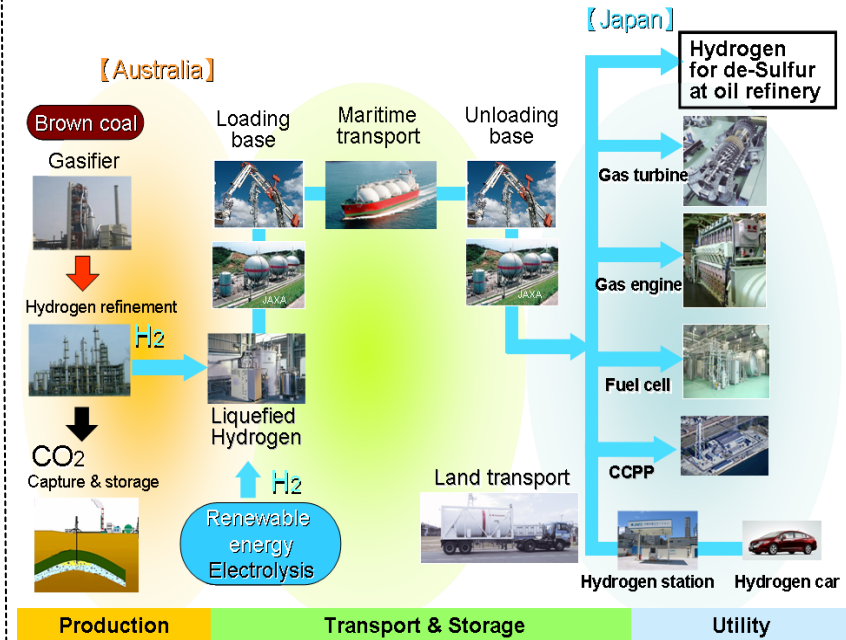 【Australia】
【Japan】
Brown coal
Gasifier
Hydrogen refinement
H2
CO2
Capture & storage
Loading
base
JAXA
Liquefied
Hydrogen
H2
Renewable
energy
Electrolysis
Maritime
transport
Unloading
base
JAXA
Land transport
Hydrogen
for de-Sulfur
at oil refinery
Gas turbine
Gas engine
Fuel cell
CCPP
Hydrogen station
Hydrogen car
Production
Transport & Storage
Utility